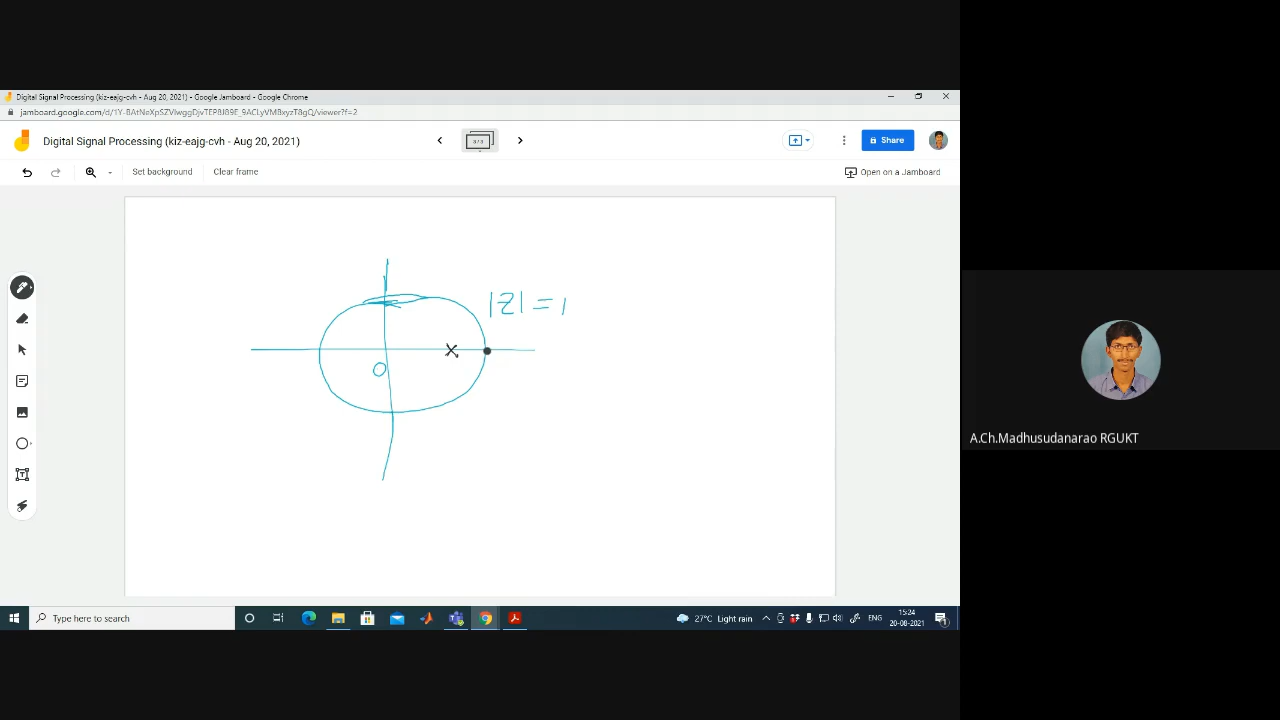 Digital Signal Processing (kiz-eajg-cvh - Aug 20, 2021) - Google Jamboard - Google Chrome
Digital Signal Processing (kiz-eajg-cvh - Aug 20, 2021)
Share
Set background
Clear frame
Open on a Jamboard
|Z| = 1
0
A.Ch.Madhusudanarao RGUKT
Type here to search
27°C Light rain
ENG
15:24
20-08-2021